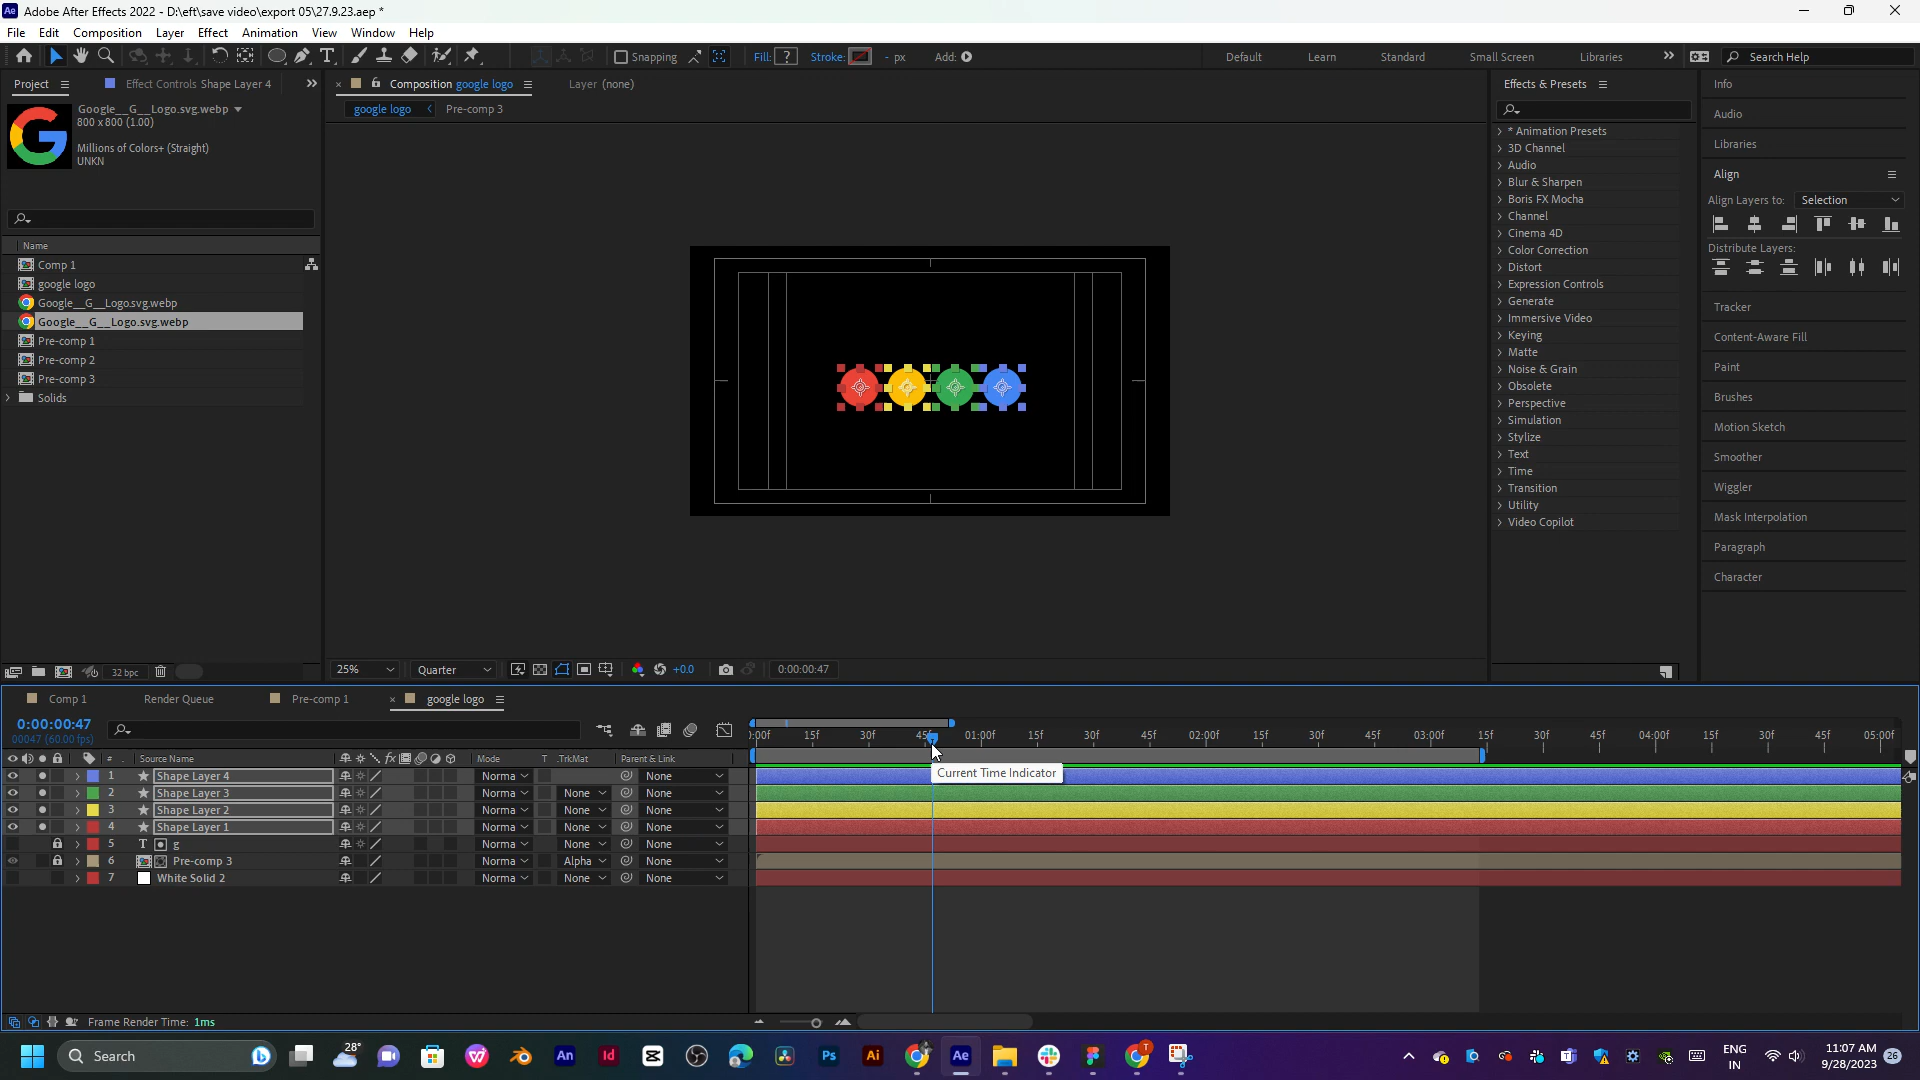 Adobe After Effects 2022 - D:\eft\save video\export 05\27.9.23.aep *
File Edit Composition Layer Effect Animation View Window Help
Snapping Fill: ? Stroke: - px Add: Default Learn Standard Small Screen Libraries Search Help
Project Effect Controls Shape Layer 4 Composition google logo Layer (none) Effects & Presets Info
google logo Pre-comp 3
Google__G__Logo.svg.webp
800 x 800 (1.00)
Millions of Colors+ (Straight)
UNKN
Name
Comp 1
google logo
Google__G__Logo.svg.webp
Google__G__Logo.svg.webp
Pre-comp 1
Pre-comp 2
Pre-comp 3
Solids
* Animation Presets
3D Channel
Audio
Blur & Sharpen
Boris FX Mocha
Channel
Cinema 4D
Color Correction
Distort
Expression Controls
Generate
Immersive Video
Keying
Matte
Noise & Grain
Obsolete
Perspective
Simulation
Stylize
Text
Time
Transition
Utility
Video Copilot
Audio
Libraries
Align
Align Layers to: Selection
Distribute Layers:
Tracker
Content-Aware Fill
Paint
Brushes
Motion Sketch
Smoother
Wiggler
Mask Interpolation
Paragraph
Character
32 bpc
25% Quarter +0.0 0:00:00:47
Comp 1 Render Queue Pre-comp 1 google logo
0:00:00:47
00047 (60.00 fps)
):00f 15f 30f 45f 01:00f 15f 30f 45f 02:00f 15f 30f 45f 03:00f 15f 30f 45f 04:00f 15f 30f 45f 05:00f
# Source Name fx Mode T .TrkMat Parent & Link
Current Time Indicator
1 Shape Layer 4 Norma None
2 Shape Layer 3 Norma None None
3 Shape Layer 2 Norma None None
4 Shape Layer 1 Norma None None
5 T g Norma None None
6 Pre-comp 3 Norma Alpha None
7 White Solid 2 Norma None None
Frame Render Time: 1ms
Search 28° An Id Ps Ai Ae ENG
IN
11:07 AM
9/28/2023
26